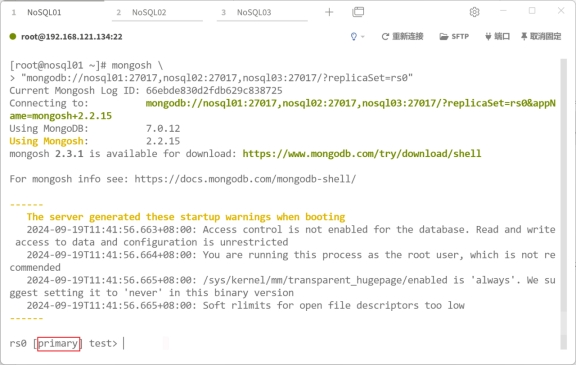 1 NoSQL01 2 NoSQL02 3 NoSQL03
root@192.168.121.134:22 重新连接 SFTP 端口 取消固定
[root@nosql01 ~]# mongosh \
> "mongodb://nosql01:27017,nosql02:27017,nosql03:27017/?replicaSet=rs0"
Current Mongosh Log ID: 66ebde830d2fdb629c838725
Connecting to: mongodb://nosql01:27017,nosql02:27017,nosql03:27017/?replicaSet=rs0&appN
ame=mongosh+2.2.15
Using MongoDB: 7.0.12
Using Mongosh: 2.2.15
mongosh 2.3.1 is available for download: https://www.mongodb.com/try/download/shell
For mongosh info see: https://docs.mongodb.com/mongodb-shell/
------
The server generated these startup warnings when booting
2024-09-19T11:41:56.663+08:00: Access control is not enabled for the database. Read and write
access to data and configuration is unrestricted
2024-09-19T11:41:56.664+08:00: You are running this process as the root user, which is not re
commended
2024-09-19T11:41:56.665+08:00: /sys/kernel/mm/transparent_hugepage/enabled is 'always'. We su
ggest setting it to 'never' in this binary version
2024-09-19T11:41:56.665+08:00: Soft rlimits for open file descriptors too low
------
rs0 [primary] test>